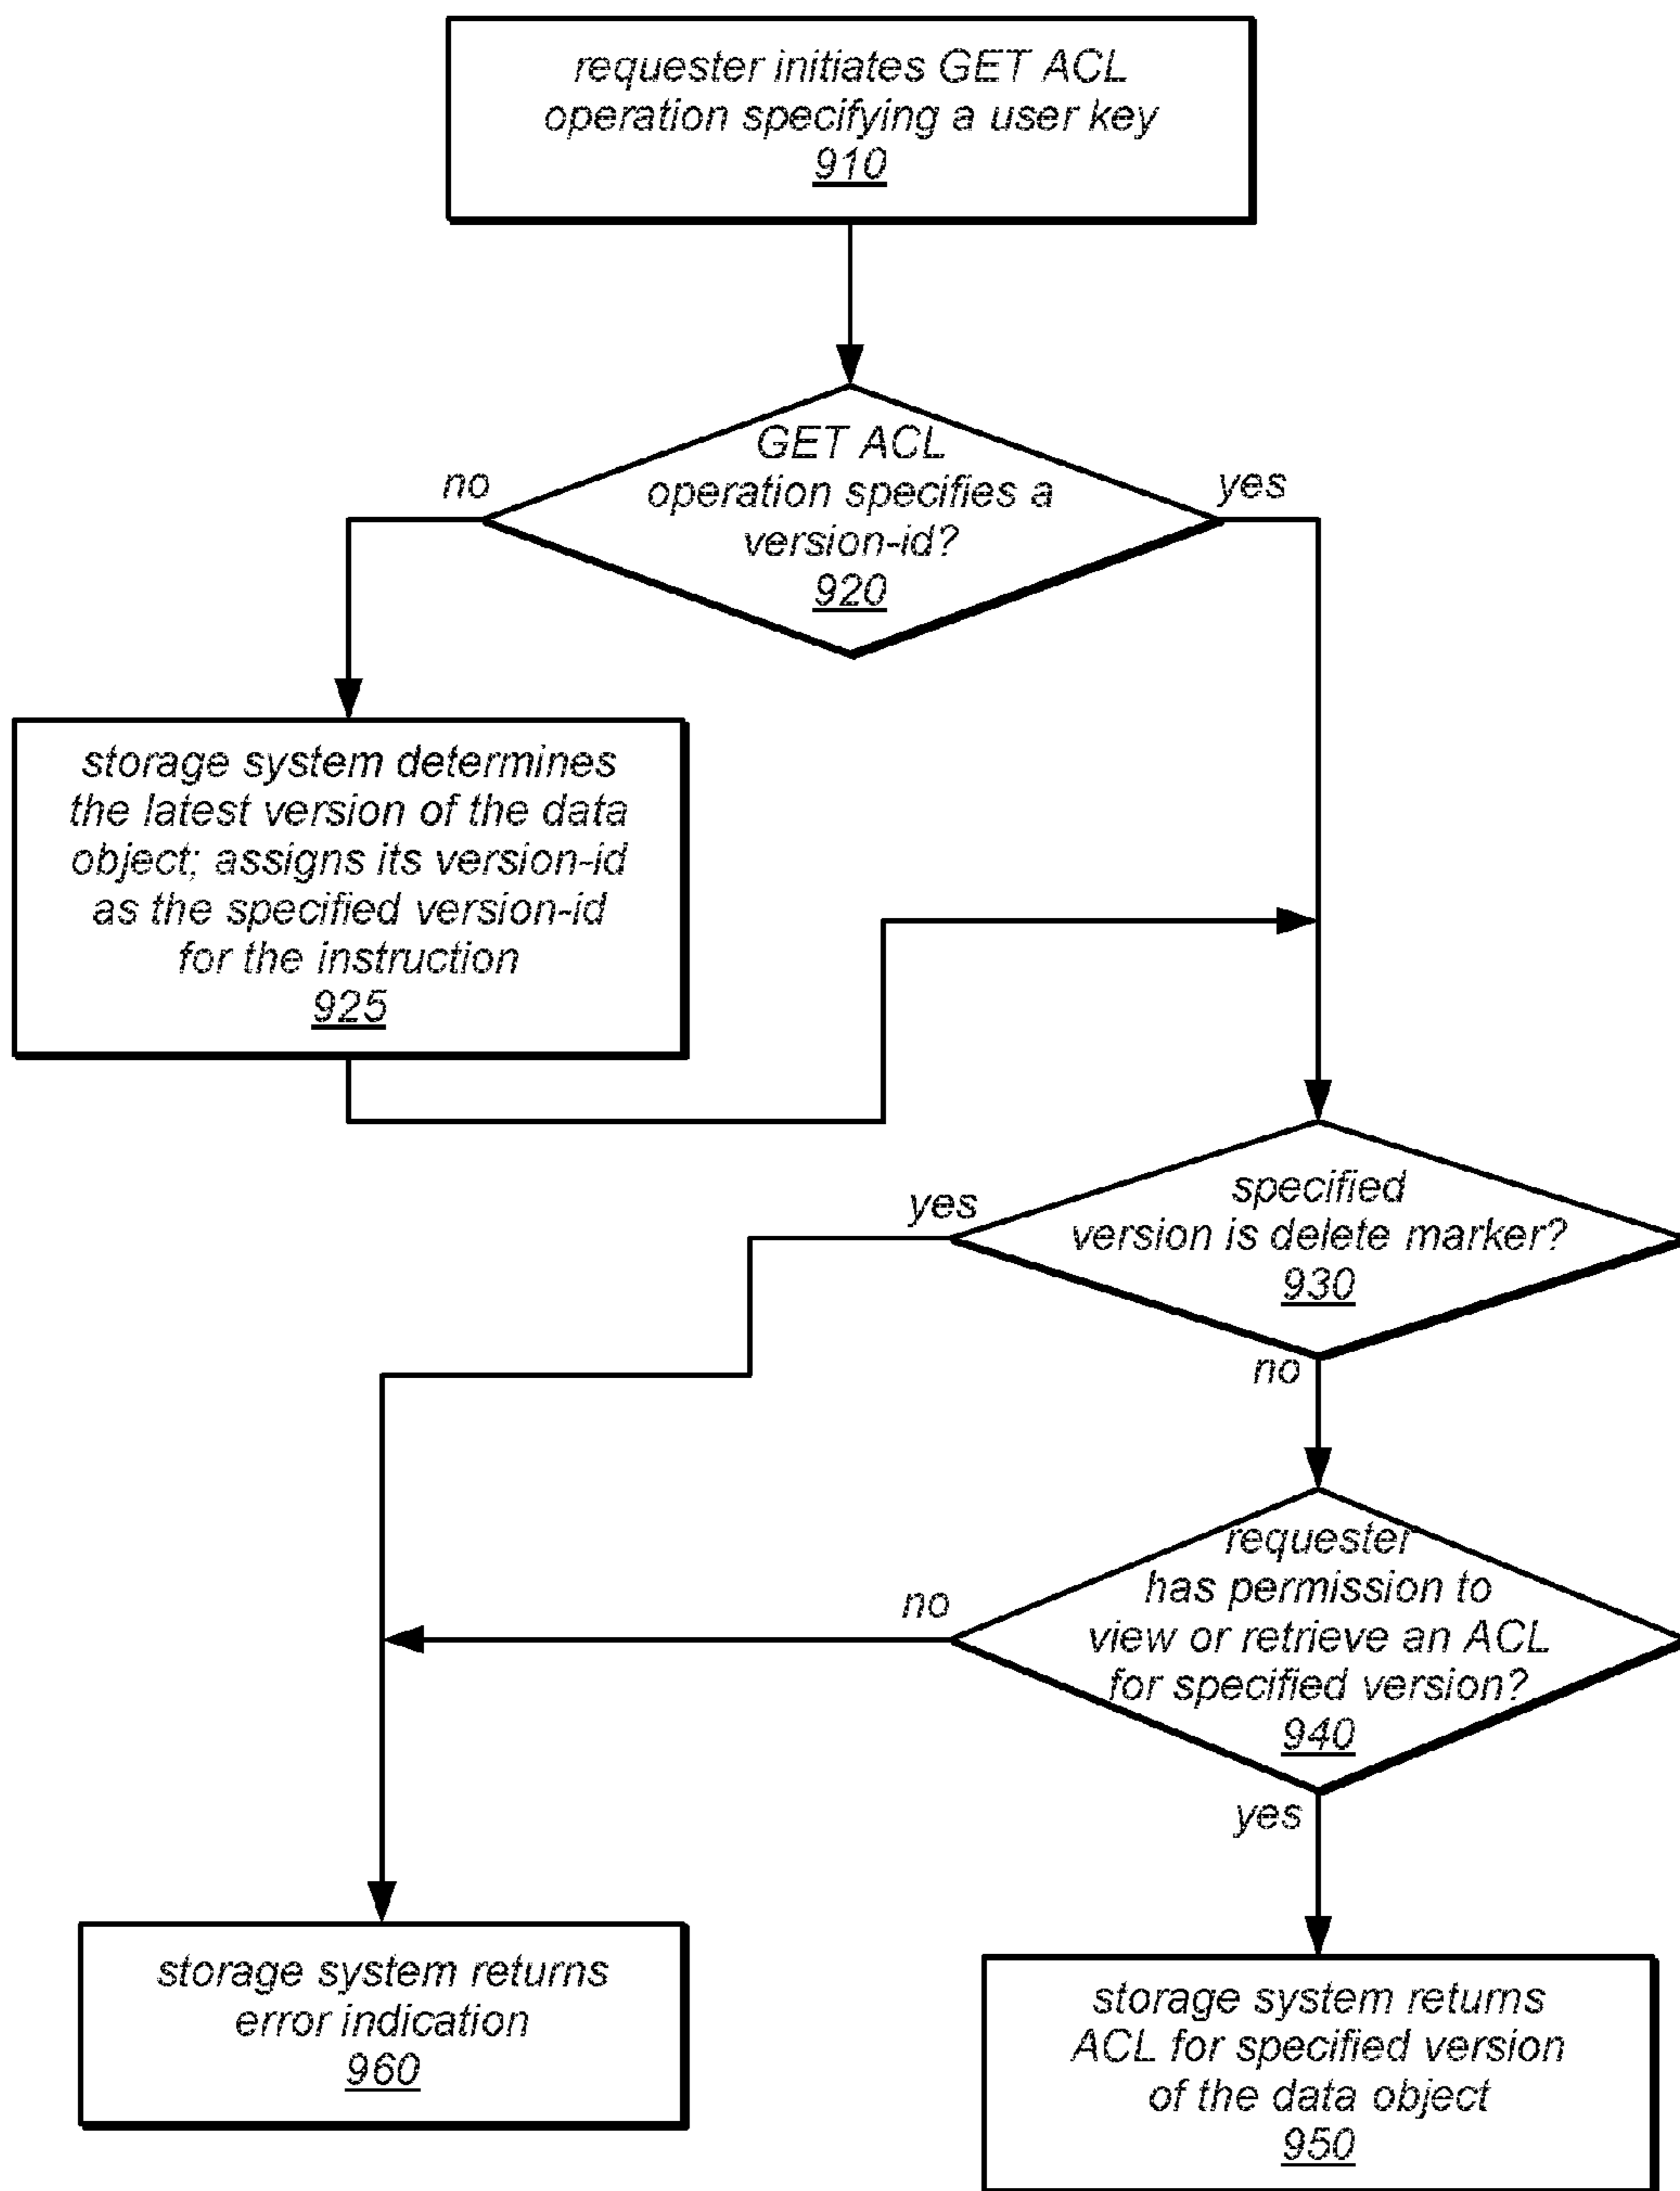 requester initiates GET ACL
operation specifying a user key
910
GET ACL
operation specifies a
version-id?
920
no
yes
storage system determines
the latest version of the data
object; assigns its version-id
as the specified version-id
for the instruction
925
specified
version is delete marker?
930
yes
no
requester
has permission to
view or retrieve an ACL
for specified version?
940
no
yes
storage system returns
error indication
960
storage system returns
ACL for specified version
of the data object
950